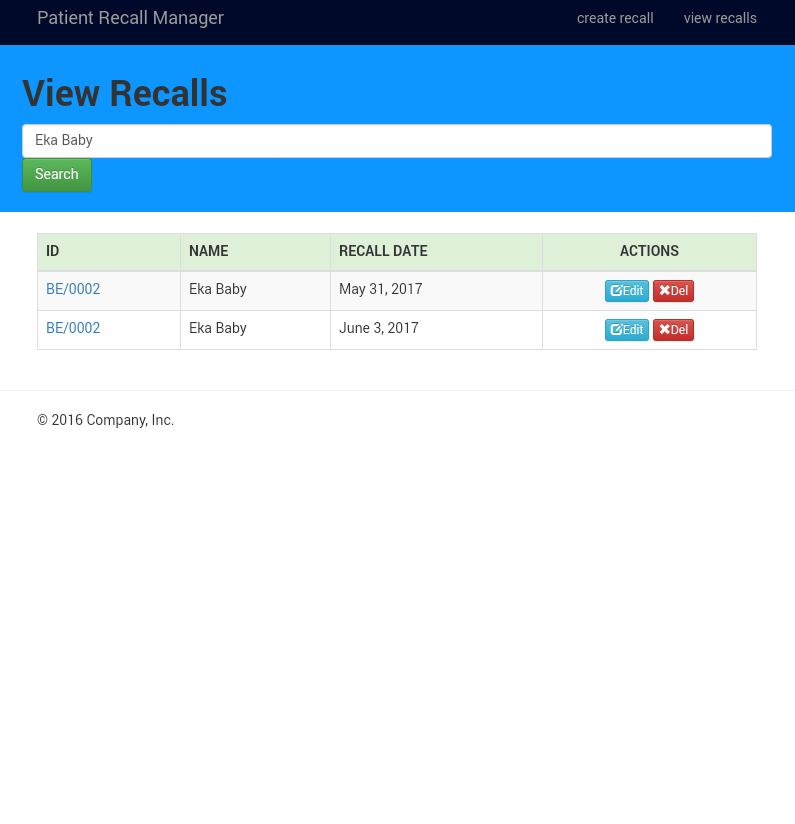 Patient Recall Manager create recall view recalls
View Recalls
Eka Baby
Search
ID NAME RECALL DATE ACTIONS
BE/0002 Eka Baby May 31, 2017 Edit Del
BE/0002 Eka Baby June 3, 2017 Edit Del
© 2016 Company, Inc.